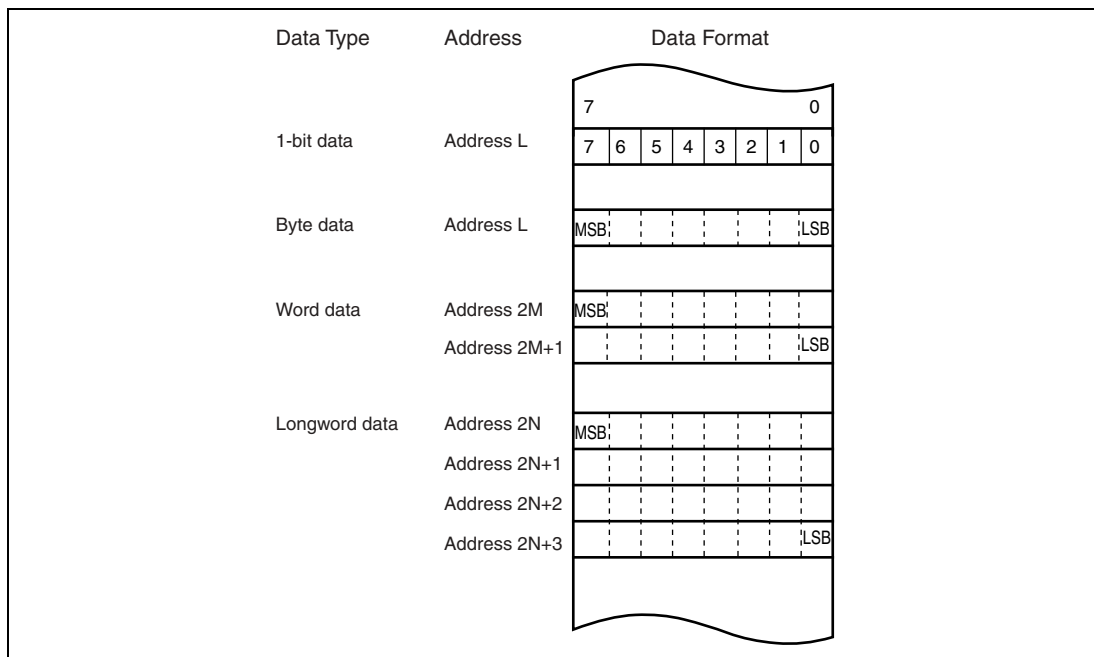 Data Type Address Data Format
7 0
1-bit data Address L 7 6 5 4 3 2 1 0
Byte data Address L MSB LSB
Word data Address 2M MSB
Address 2M+1 LSB
Longword data Address 2N MSB
Address 2N+1
Address 2N+2
Address 2N+3 LSB